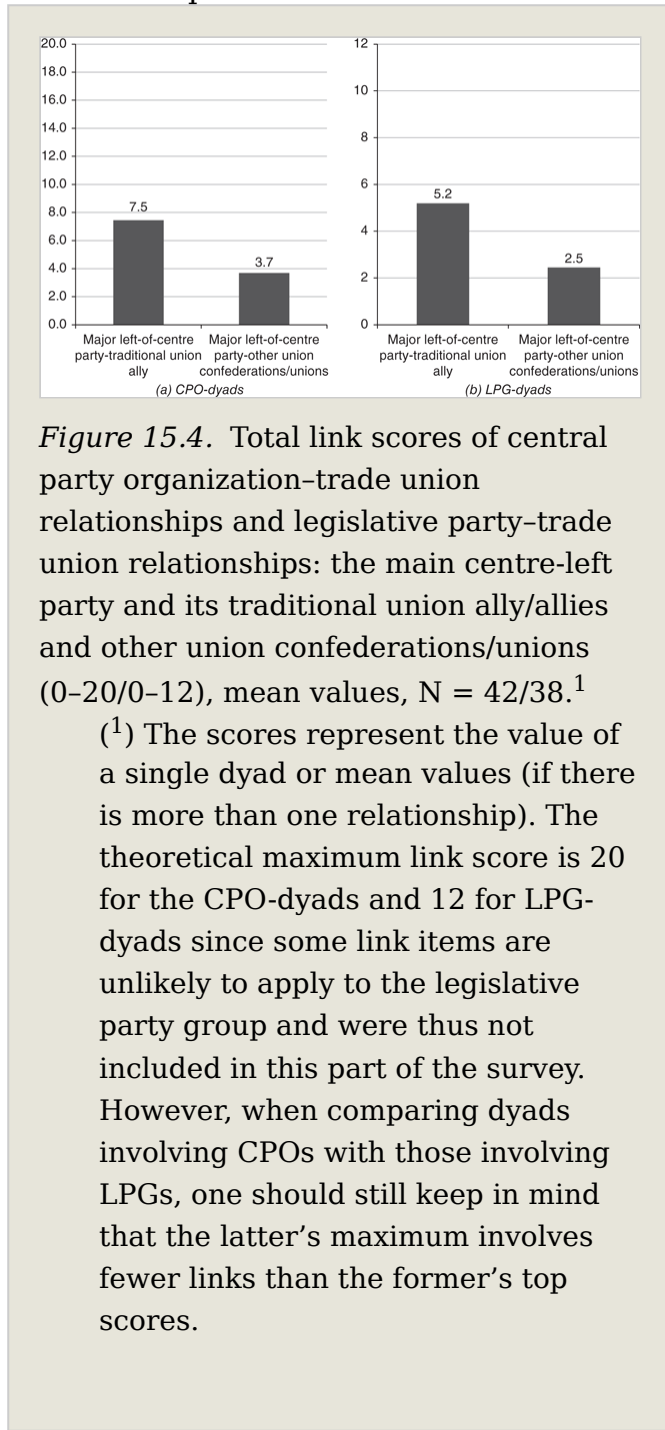 20.0
18.0
16.0
14.0
12.0
10.0
8.0
6.0
4.0
2.0
0.0
7.5
3.7
Major left-of-centre
party-traditional union
ally
Major left-of-centre
party-other union
confederations/unions
(a) CPO-dyads
12
10
8
6
4
2
0
5.2
2.5
Major left-of-centre
party-traditional union
ally
Major left-of-centre
party-other union
confederations/unions
(b) LPG-dyads
Figure 15.4. Total link scores of central
party organization–trade union
relationships and legislative party–trade
union relationships: the main centre-left
party and its traditional union ally/allies
and other union confederations/unions
(0–20/0–12), mean values, N = 42/38.1
(1) The scores represent the value of
a single dyad or mean values (if there
is more than one relationship). The
theoretical maximum link score is 20
for the CPO-dyads and 12 for LPG-
dyads since some link items are
unlikely to apply to the legislative
party group and were thus not
included in this part of the survey.
However, when comparing dyads
involving CPOs with those involving
LPGs, one should still keep in mind
that the latter’s maximum involves
fewer links than the former’s top
scores.